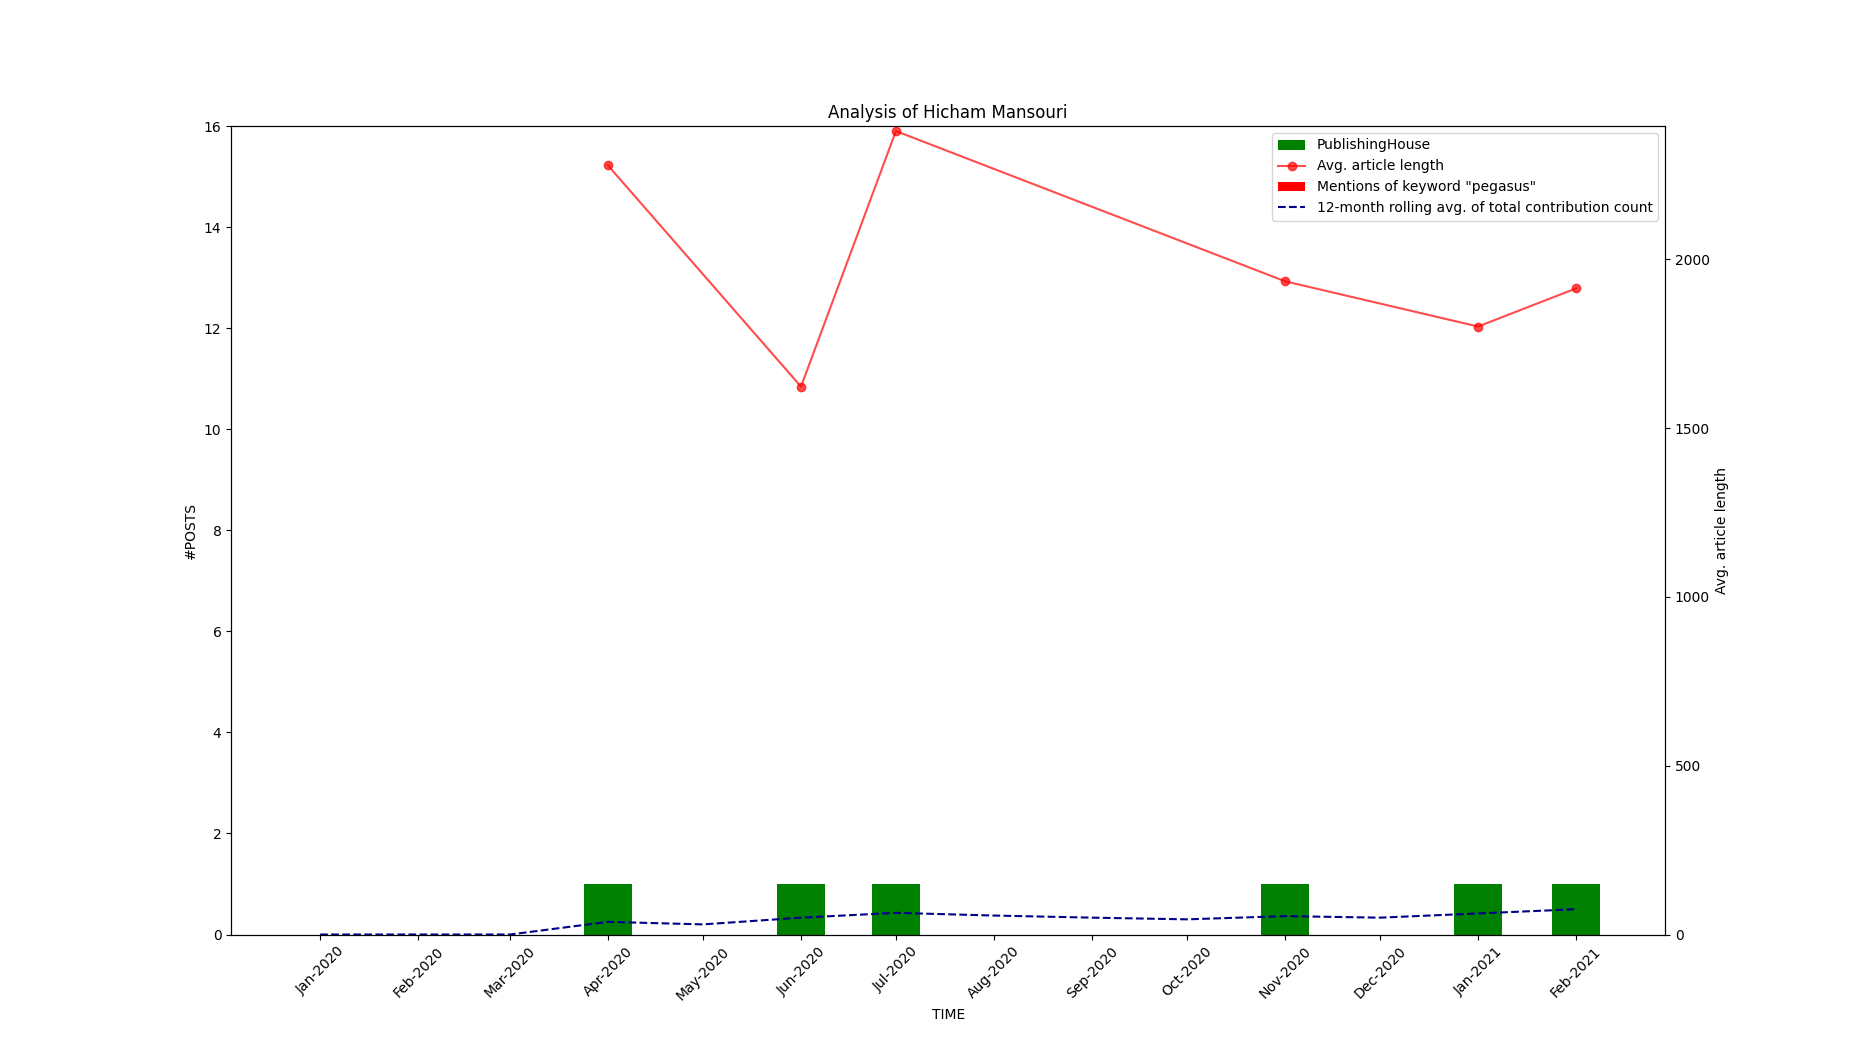 Analysis of Hicham Mansouri
PublishingHouse
Avg. article length
Mentions of keyword "pegasus"
12-month rolling avg. of total contribution count
16
14
12
10
8
6
4
2
0
#POSTS
2000
1500
1000
500
0
Avg. article length
Jan-2020
Feb-2020
Mar-2020
Apr-2020
May-2020
Jun-2020
Jul-2020
Aug-2020
Sep-2020
Oct-2020
Nov-2020
Dec-2020
Jan-2021
Feb-2021
TIME